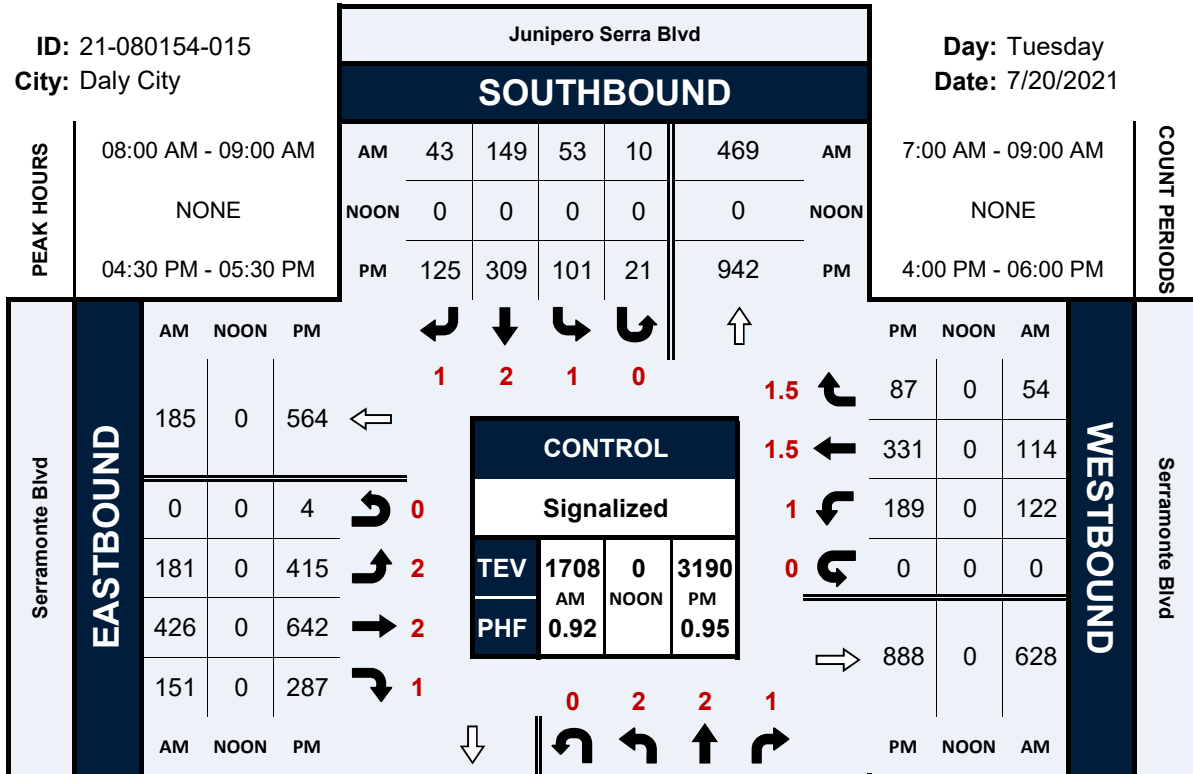 Junipero Serra Blvd
ID: 21-080154-015
Day: Tuesday
City: Daly City
Date: 7/20/2021
SOUTHBOUND
PEAK HOURS
08:00 AM - 09:00 AM
NONE
04:30 PM - 05:30 PM
AM 43 149 53 10 469 AM
NOON 0 0 0 0 0 NOON
PM 125 309 101 21 942 PM
7:00 AM - 09:00 AM
NONE
4:00 PM - 06:00 PM
COUNT PERIODS
1 2 1 0
Serramonte Blvd
EASTBOUND
AM NOON PM
185 0 564
0 0 4 0
181 0 415 2
426 0 642 2
151 0 287 1
AM NOON PM
CONTROL
Signalized
TEV 1708 0 3190
AM NOON PM
PHF 0.92 0.95
PM NOON AM
1.5 87 0 54
1.5 331 0 114
1 189 0 122
0 0 0 0
888 0 628
PM NOON AM
WESTBOUND
Serramonte Blvd
0 2 2 1